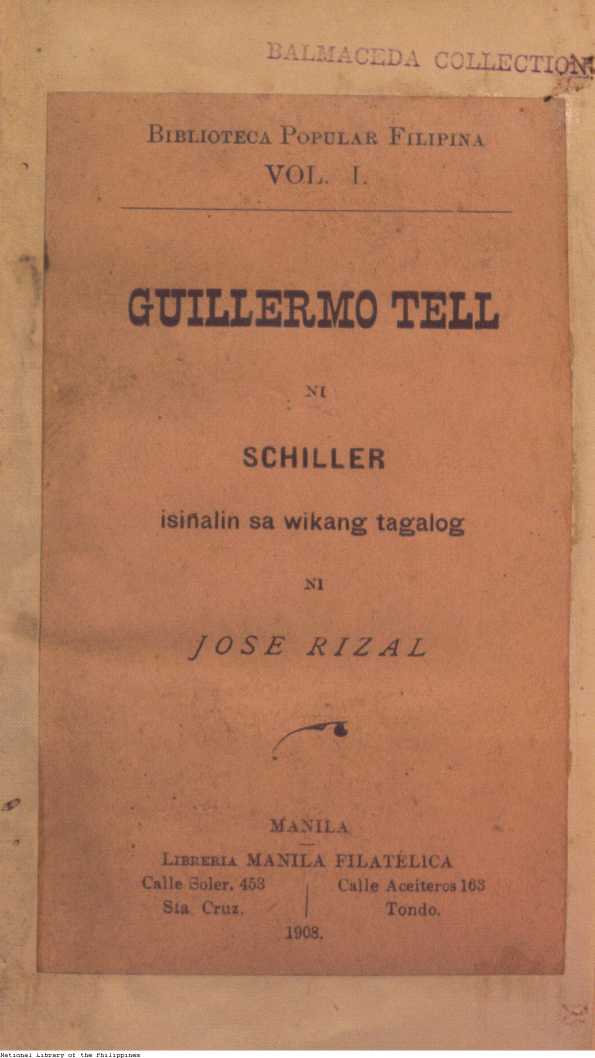 BALMACEDA COLLECTION
BIBLIOTECA POPULAR FILIPINA
VOL. I.
GUILLERMO TELL
NI
SCHILLER
isiñalin sa wikang tagalog
NI
JOSE RIZAL
MANILA
LIBRERIA MANILA FILATÉLICA
Calle Soler, 453 Calle Aceiteros 163
Sta. Cruz. Tondo.
1908.
National Library of the Philippines